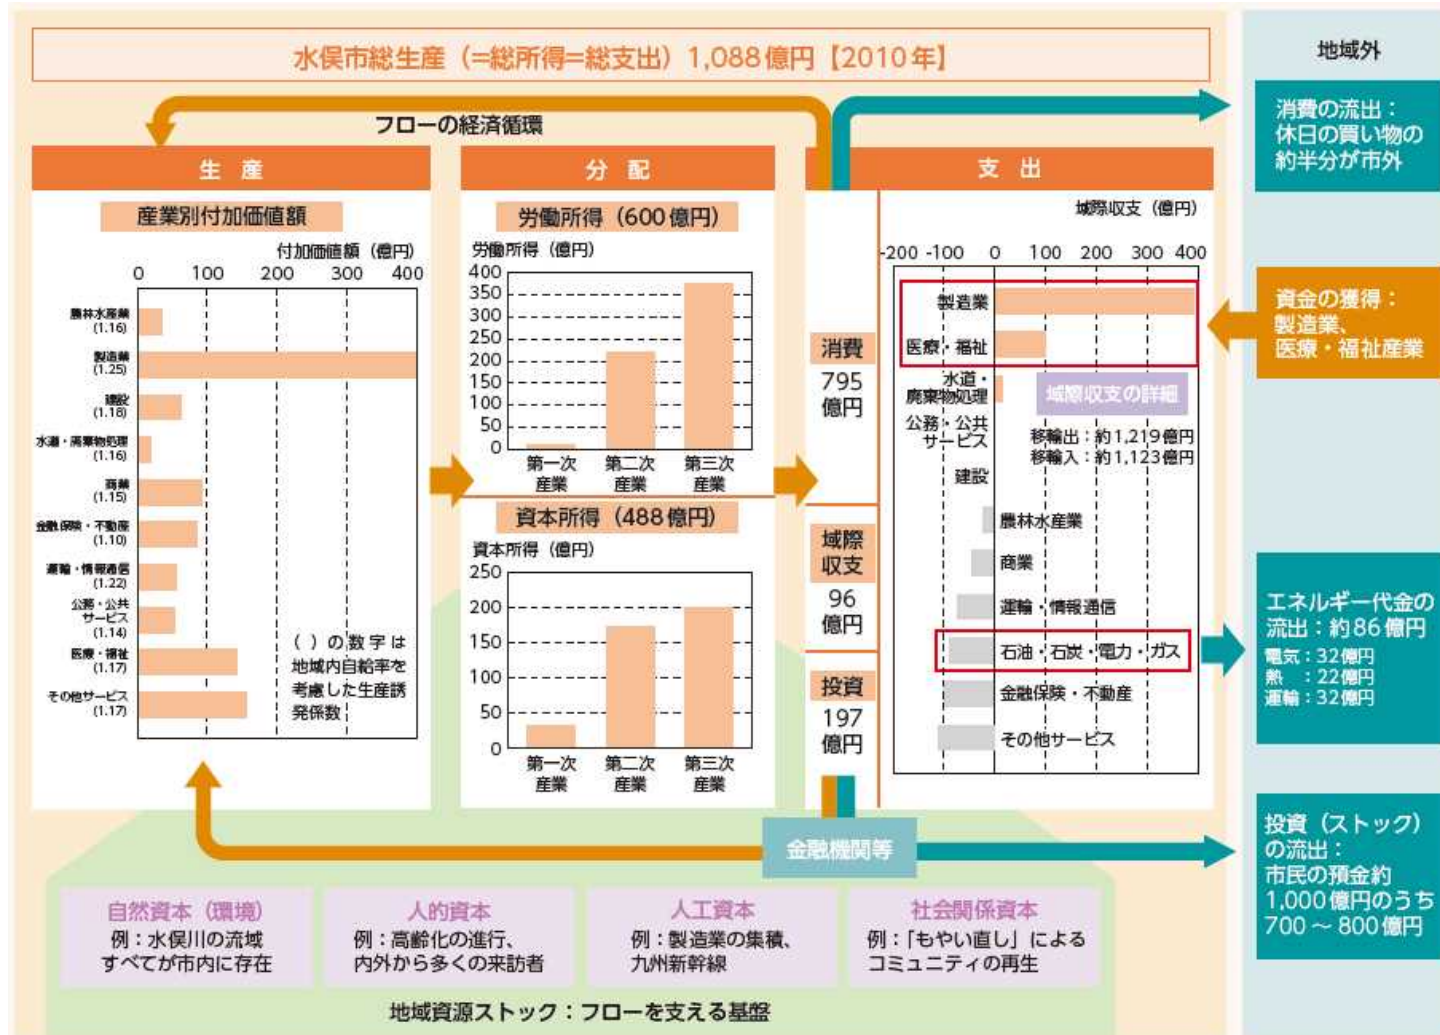 水俣市総生産（=総所得=総支出）1,088億円【2010年】
フローの経済循環
生 産
産業別付加価値額
付加価値額（億円）
0 100 200 300 400
農林水産業
(1.16)
製造業
(1.25)
建設
(1.18)
水道・廃棄物処理
(1.16)
商業
(1.15)
金融保険・不動産
(1.10)
運輸・情報通信
(1.22)
公務・公共
サービス
(1.14)
医療・福祉
(1.17)
その他サービス
(1.17)
（ ）の数字は
地域内自給率を
考慮した生産誘
発係数
分 配
労働所得（600億円）
労働所得（億円）
400
350
300
250
200
150
100
50
0
第一次
産業
第二次
産業
第三次
産業
資本所得（488億円）
資本所得（億円）
250
200
150
100
50
0
第一次
産業
第二次
産業
第三次
産業
支 出
消費
795
億円
域際
収支
96
億円
投資
197
億円
域際収支（億円）
-200 -100 0 100 200 300 400
製造業
医療・福祉
水道・
廃棄物処理
公務・公共
サービス
建設
農林水産業
商業
運輸・情報通信
石油・石炭・電力・ガス
金融保険・不動産
その他サービス
域際収支の詳細
移輸出：約1,219億円
移輸入：約1,123億円
地域外
消費の流出：
休日の買い物の
約半分が市外
資金の獲得：
製造業、
医療・福祉産業
エネルギー代金の
流出：約86億円
電気：32億円
熱　：22億円
運輸：32億円
投資（ストック）
の流出：
市民の預金約
1,000億円のうち
700～800億円
金融機関等
自然資本（環境）
例：水俣川の流域
すべてが市内に存在
人的資本
例：高齢化の進行、
内外から多くの来訪者
人工資本
例：製造業の集積、
九州新幹線
社会関係資本
例：「もやい直し」による
コミュニティの再生
地域資源ストック：フローを支える基盤